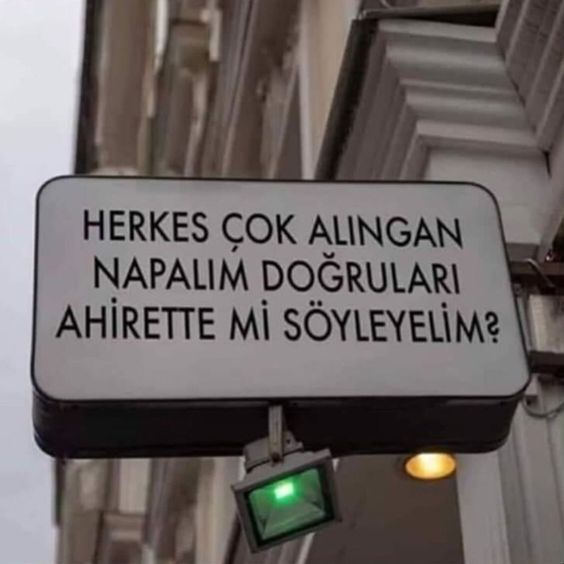 HERKES ÇOK ALINGAN
NAPALIM DOĞRULARI
AHİRETTE Mİ SÖYLEYELİM?